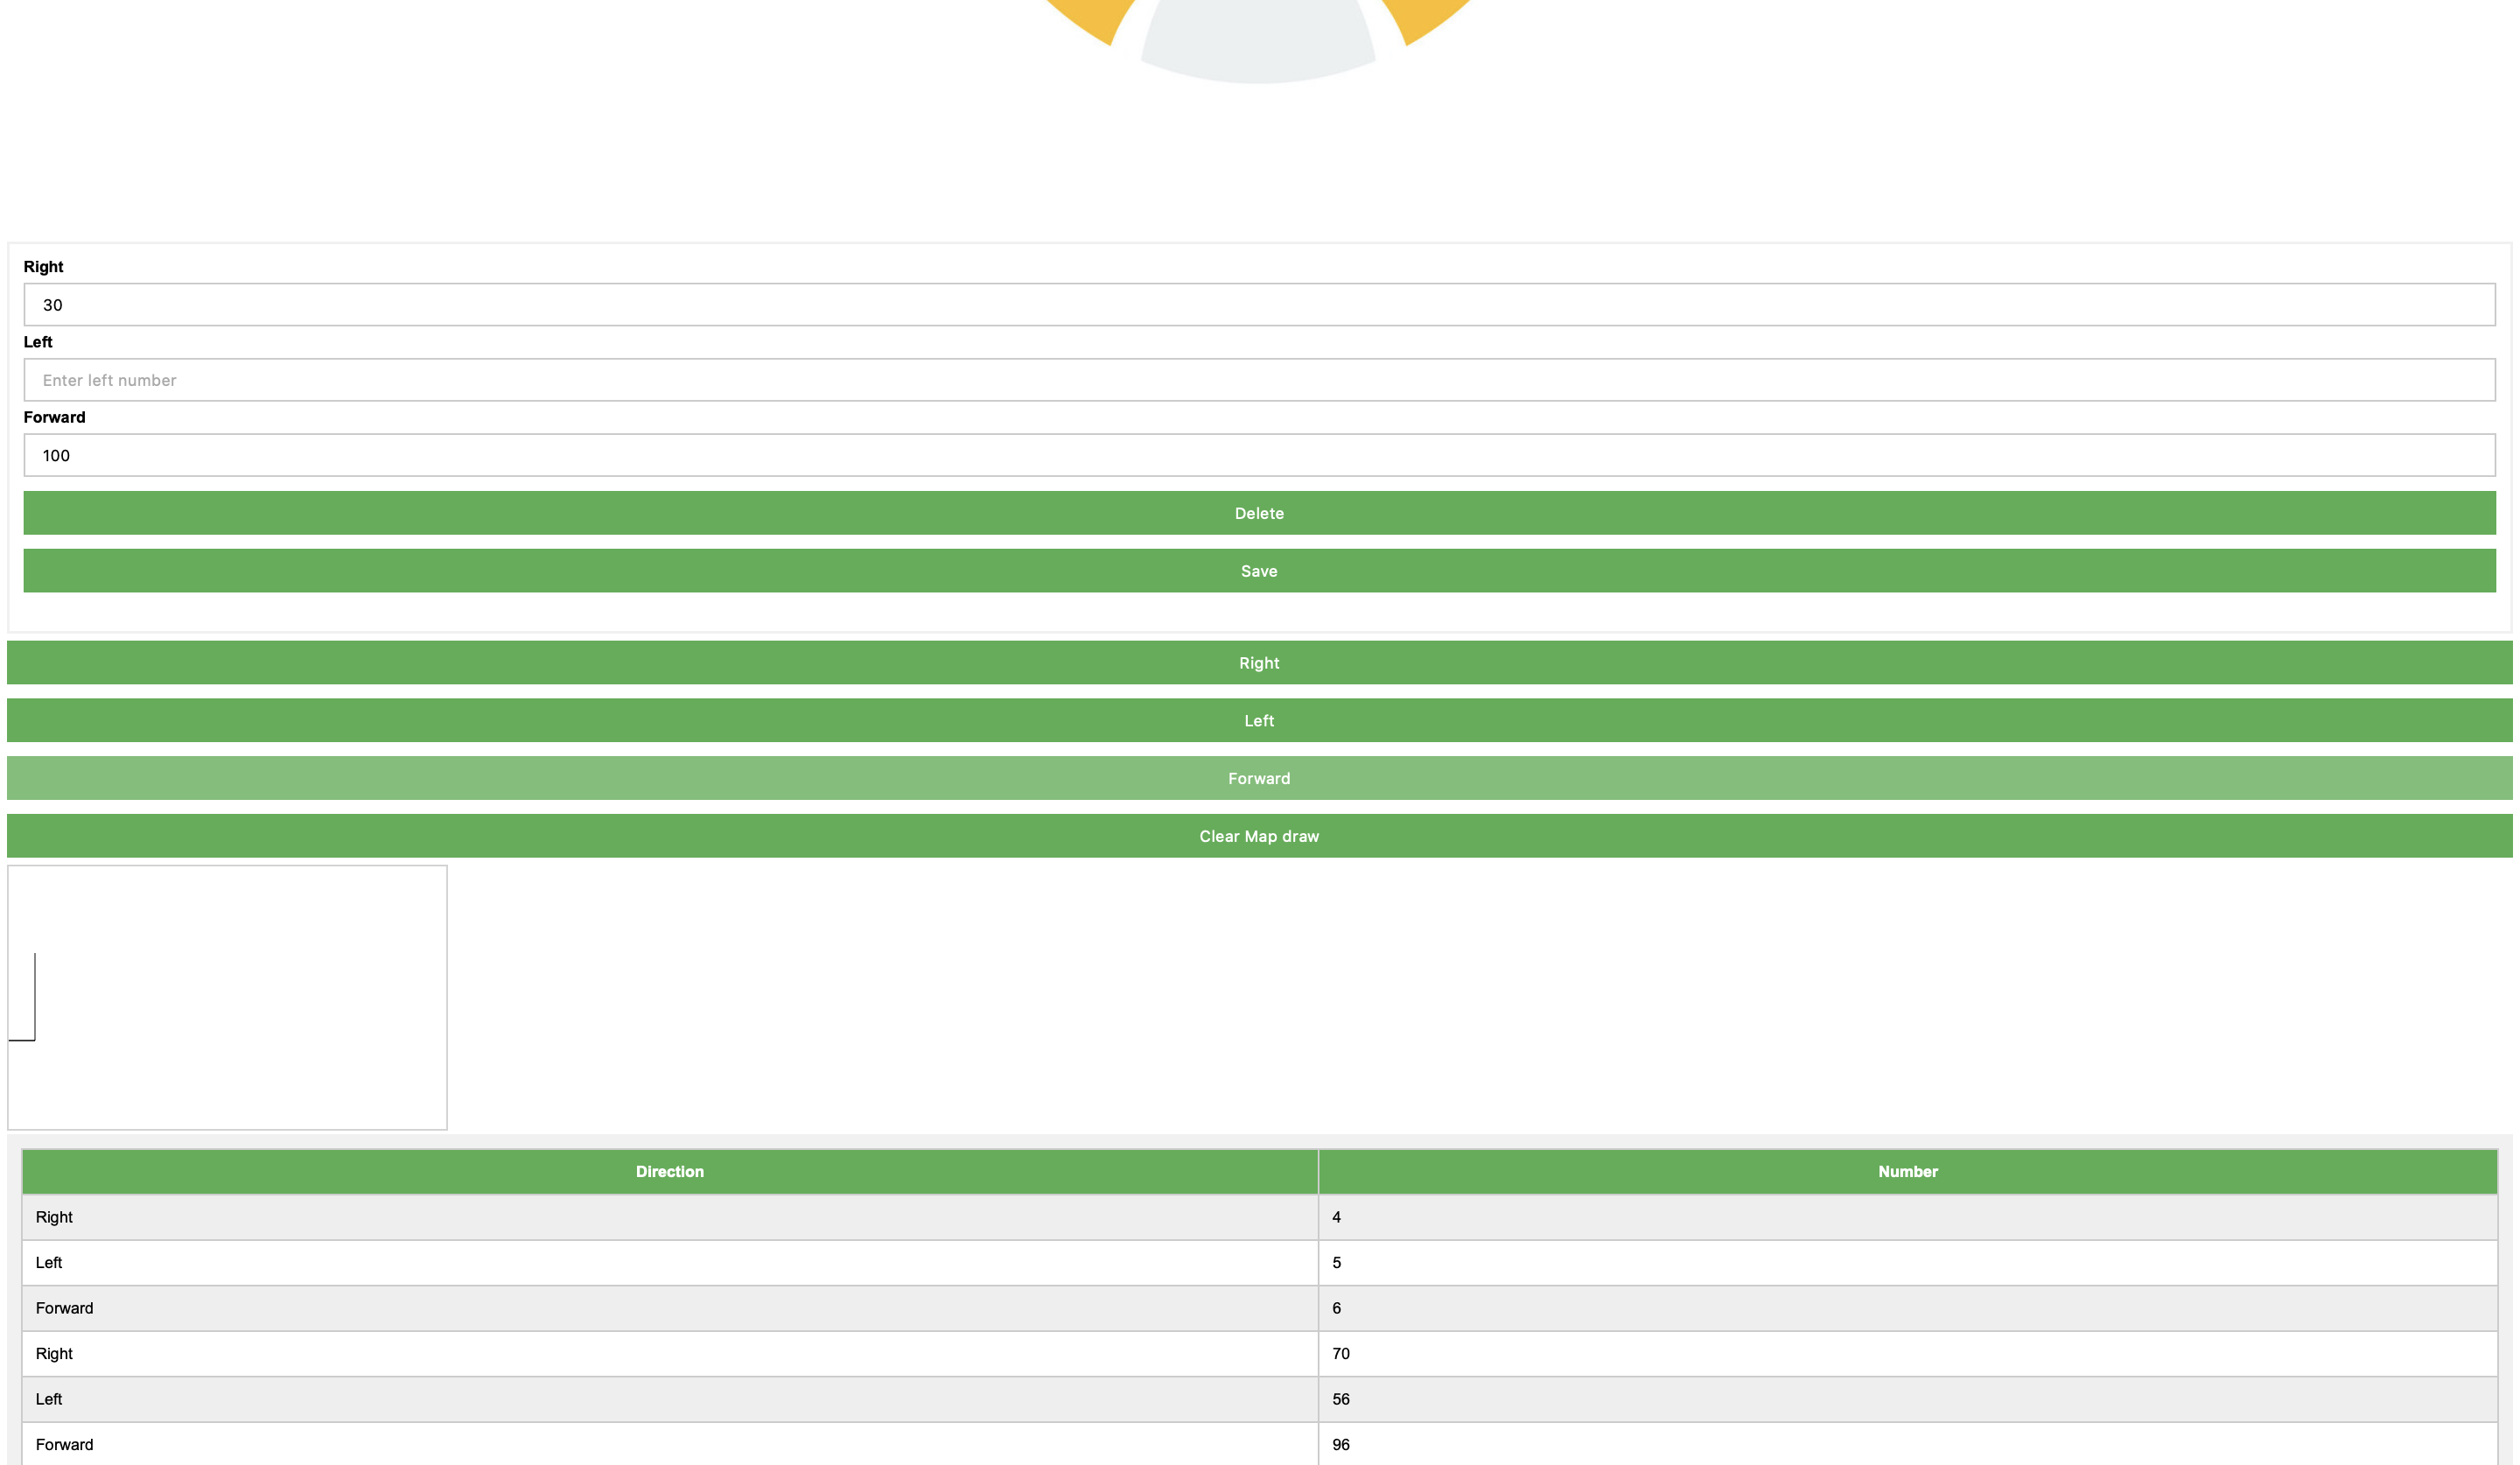 Right
30
Left
Enter left number
Forward
100
Delete
Save
Right
Left
Forward
Clear Map draw
Direction Number
Right 4
Left 5
Forward 6
Right 70
Left 56
Forward 96